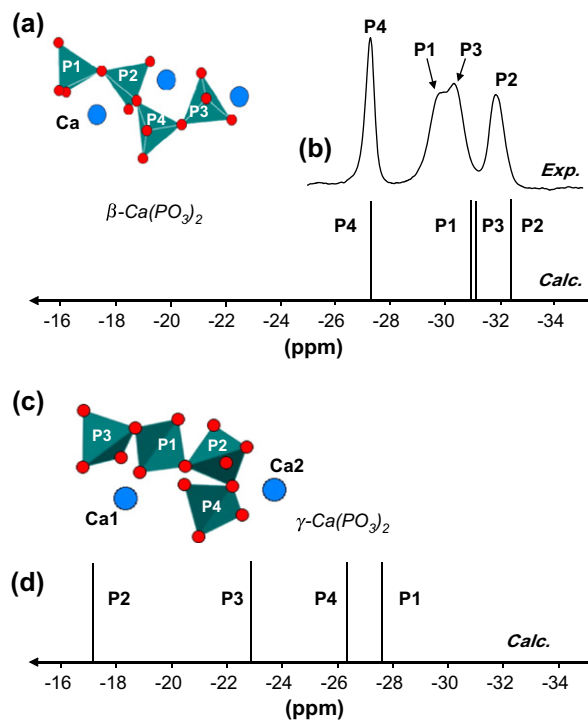 (a)
P1
P2
P4
P3
Ca
β-Ca(PO3)2
P4
P1
P3
P2
(b)
Exp.
P4
P1
P3
P2
Calc.
-16 -18 -20 -22 -24 -26 -28 -30 -32 -34
(ppm)
(c)
P3
P1
P2
P4
Ca1
Ca2
γ-Ca(PO3)2
(d)
P2
P3
P4
P1
Calc.
-16 -18 -20 -22 -24 -26 -28 -30 -32 -34
(ppm)